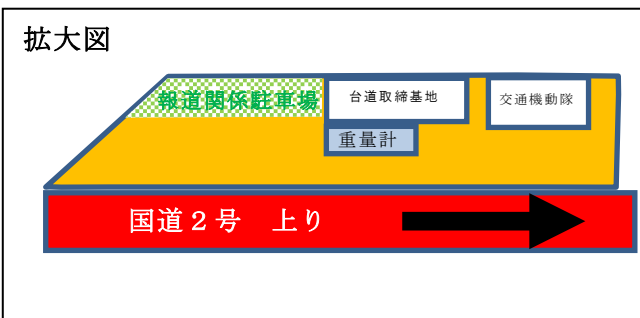 拡大図
報道関係駐車場
台道取締基地
交通機動隊
重量計
国道２号　上り